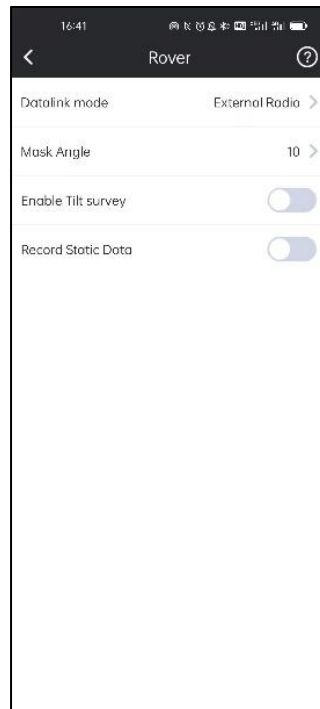 16:41
Rover
Datalink mode External Radio
Mask Angle 10
Enable Tilt survey
Record Static Data